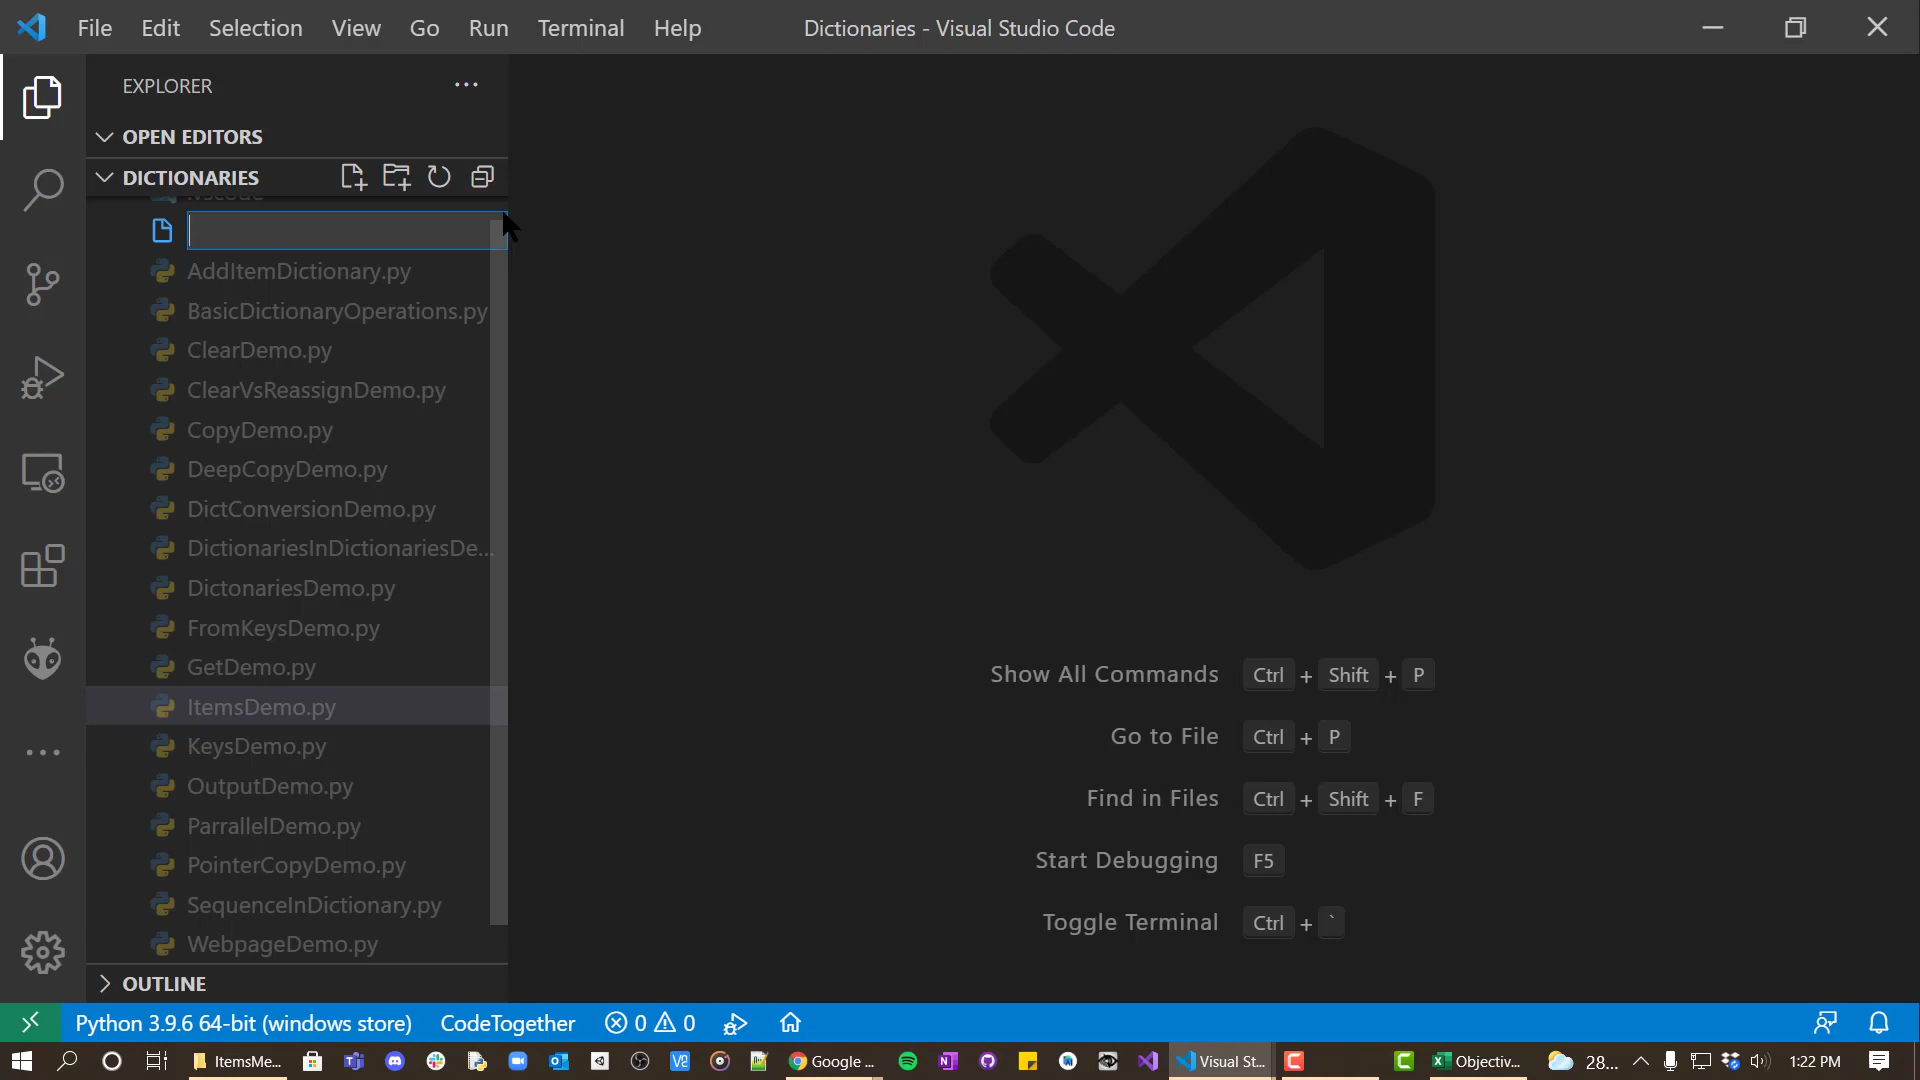 File Edit Selection View Go Run Terminal Help Dictionaries - Visual Studio Code
EXPLORER
OPEN EDITORS
DICTIONARIES
.vscode
AddItemDictionary.py
BasicDictionaryOperations.py
ClearDemo.py
ClearVsReassignDemo.py
CopyDemo.py
DeepCopyDemo.py
DictConversionDemo.py
DictionariesInDictionariesDe...
DictonariesDemo.py
FromKeysDemo.py
GetDemo.py
ItemsDemo.py
KeysDemo.py
OutputDemo.py
ParrallelDemo.py
PointerCopyDemo.py
SequenceInDictionary.py
WebpageDemo.py
OUTLINE
Show All Commands Ctrl + Shift + P
Go to File Ctrl + P
Find in Files Ctrl + Shift + F
Start Debugging F5
Toggle Terminal Ctrl + `
Python 3.9.6 64-bit (windows store) CodeTogether 0 0
ItemsMe... Google ... Visual St... Objectiv... 28... 1:22 PM